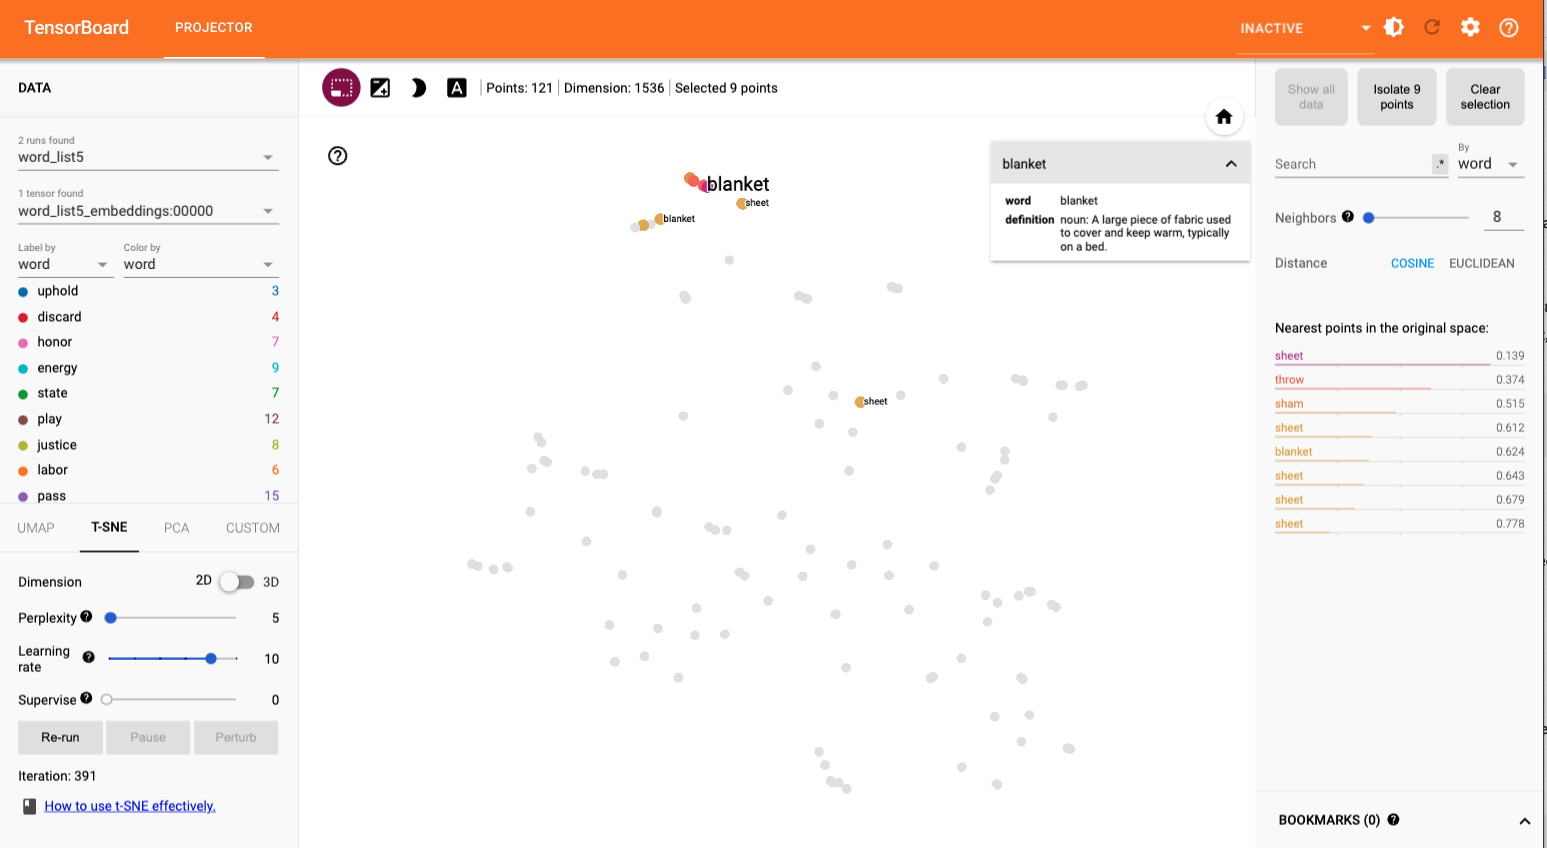 TensorBoard
PROJECTOR
INACTIVE
DATA
2 runs found
word_list5
1 tensor found
word_list5_embeddings:00000
Label by
word
Color by
word
uphold 3
discard 4
honor 7
energy 9
state 7
play 12
justice 8
labor 6
pass 15
UMAP
T-SNE
PCA
CUSTOM
Dimension
2D
3D
Perplexity
5
Learning
rate
10
Supervise
0
Re-run
Pause
Perturb
Iteration: 391
How to use t-SNE effectively.
A
Points: 121
Dimension: 1536
Selected 9 points
blanket
sheet
blanket
sheet
blanket
word blanket
definition noun: A large piece of fabric used
to cover and keep warm, typically
on a bed.
Show all
data
Isolate 9
points
Clear
selection
Search
.*
By
word
Neighbors
8
Distance
COSINE
EUCLIDEAN
Nearest points in the original space:
sheet 0.139
throw 0.374
sham 0.515
sheet 0.612
blanket 0.624
sheet 0.643
sheet 0.679
sheet 0.778
BOOKMARKS (0)